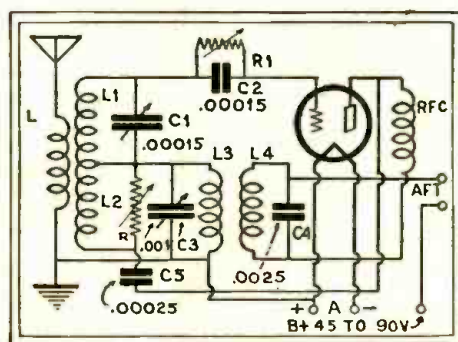 R1
C2
.00015
L
L1
C1
.00015
RFC
L3
L4
L2
R
.001
C3
C4
AFT
C5
.0025
.00025
+ A -
B+ 45 TO 90V